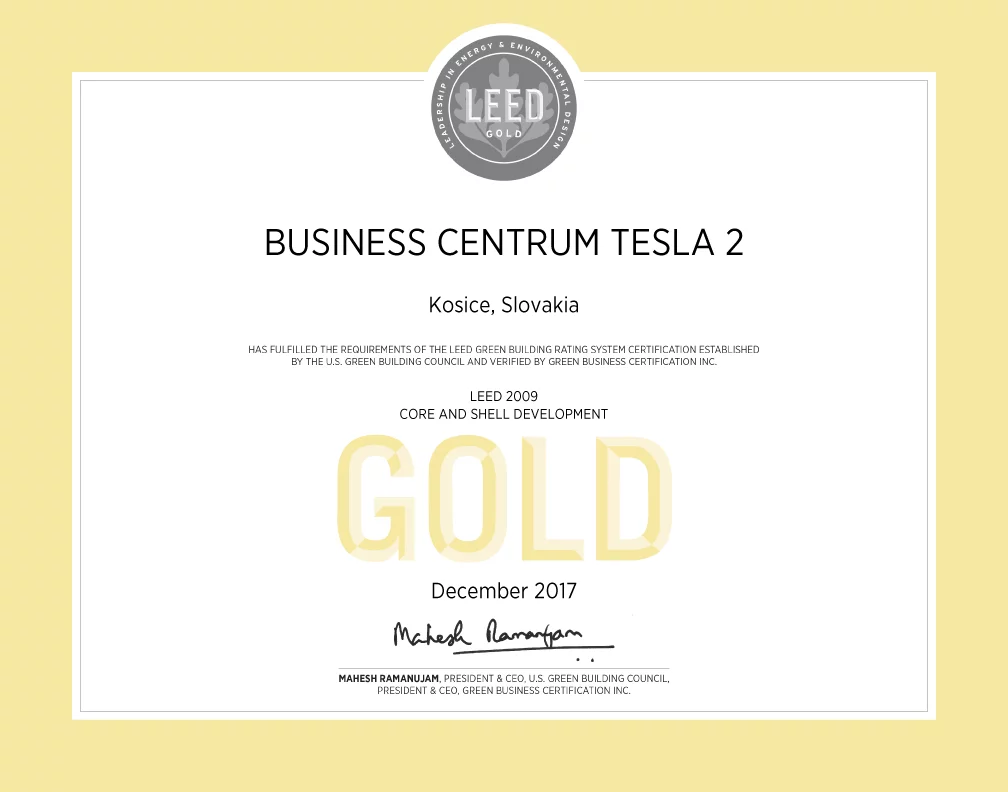 LEADERSHIP IN ENERGY & ENVIRONMENTAL DESIGN
LEED
GOLD
BUSINESS CENTRUM TESLA 2
Kosice, Slovakia
HAS FULFILLED THE REQUIREMENTS OF THE LEED GREEN BUILDING RATING SYSTEM CERTIFICATION ESTABLISHED
BY THE U.S. GREEN BUILDING COUNCIL AND VERIFIED BY GREEN BUSINESS CERTIFICATION INC.
LEED 2009
CORE AND SHELL DEVELOPMENT
GOLD
December 2017
Mahesh Ramanujam
MAHESH RAMANUJAM, PRESIDENT & CEO, U.S. GREEN BUILDING COUNCIL,
PRESIDENT & CEO, GREEN BUSINESS CERTIFICATION INC.